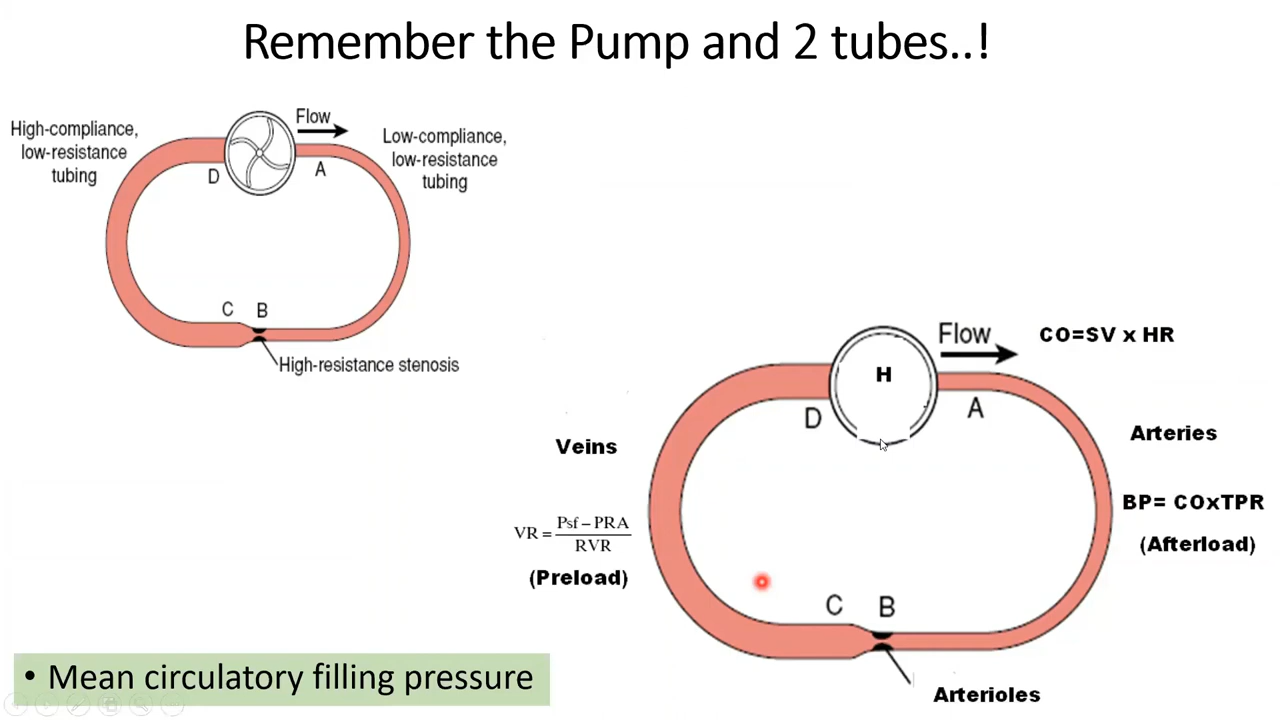 Remember the Pump and 2 tubes..!
High-compliance,
low-resistance
tubing
Flow
Low-compliance,
low-resistance
tubing
D
A
C
B
High-resistance stenosis
Flow
CO=SV x HR
H
D
A
Veins
Arteries
VR = Psf – PRA
RVR
(Preload)
BP= COxTPR
(Afterload)
C
B
Arterioles
• Mean circulatory filling pressure